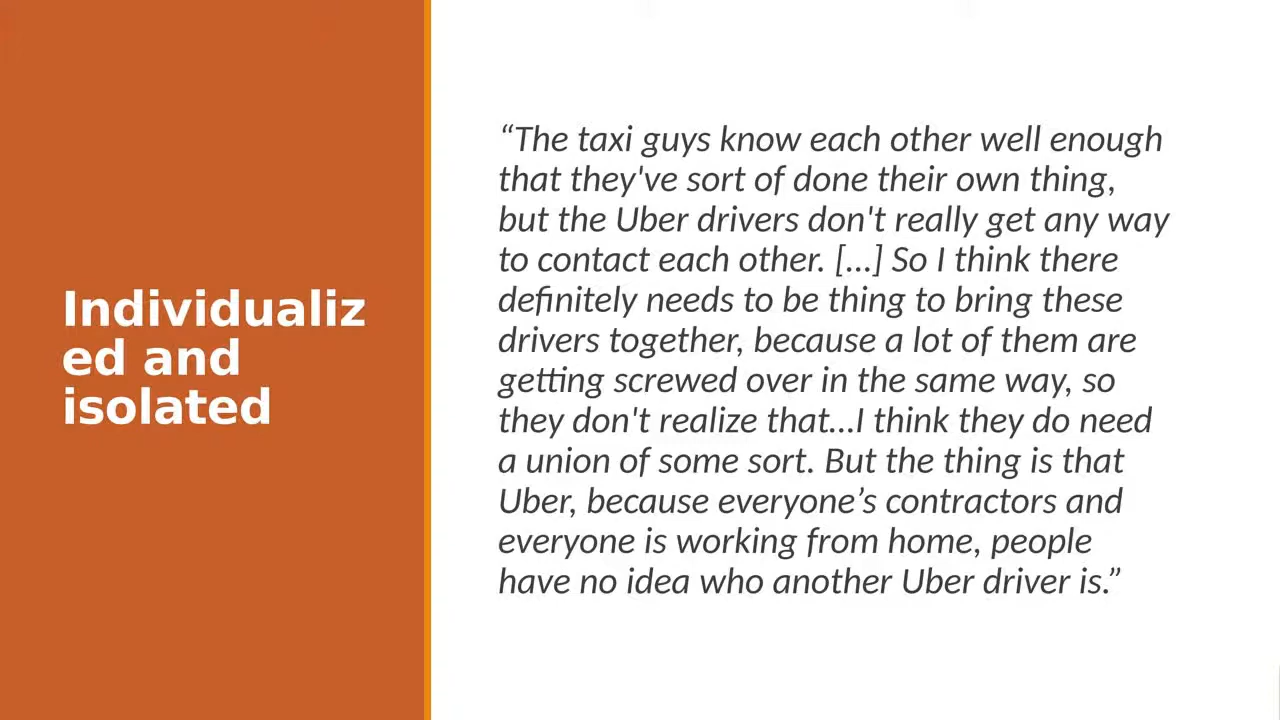 Individualiz
ed and
isolated
“The taxi guys know each other well enough
that they've sort of done their own thing,
but the Uber drivers don't really get any way
to contact each other. [...] So I think there
definitely needs to be thing to bring these
drivers together, because a lot of them are
getting screwed over in the same way, so
they don't realize that...I think they do need
a union of some sort. But the thing is that
Uber, because everyone’s contractors and
everyone is working from home, people
have no idea who another Uber driver is.”